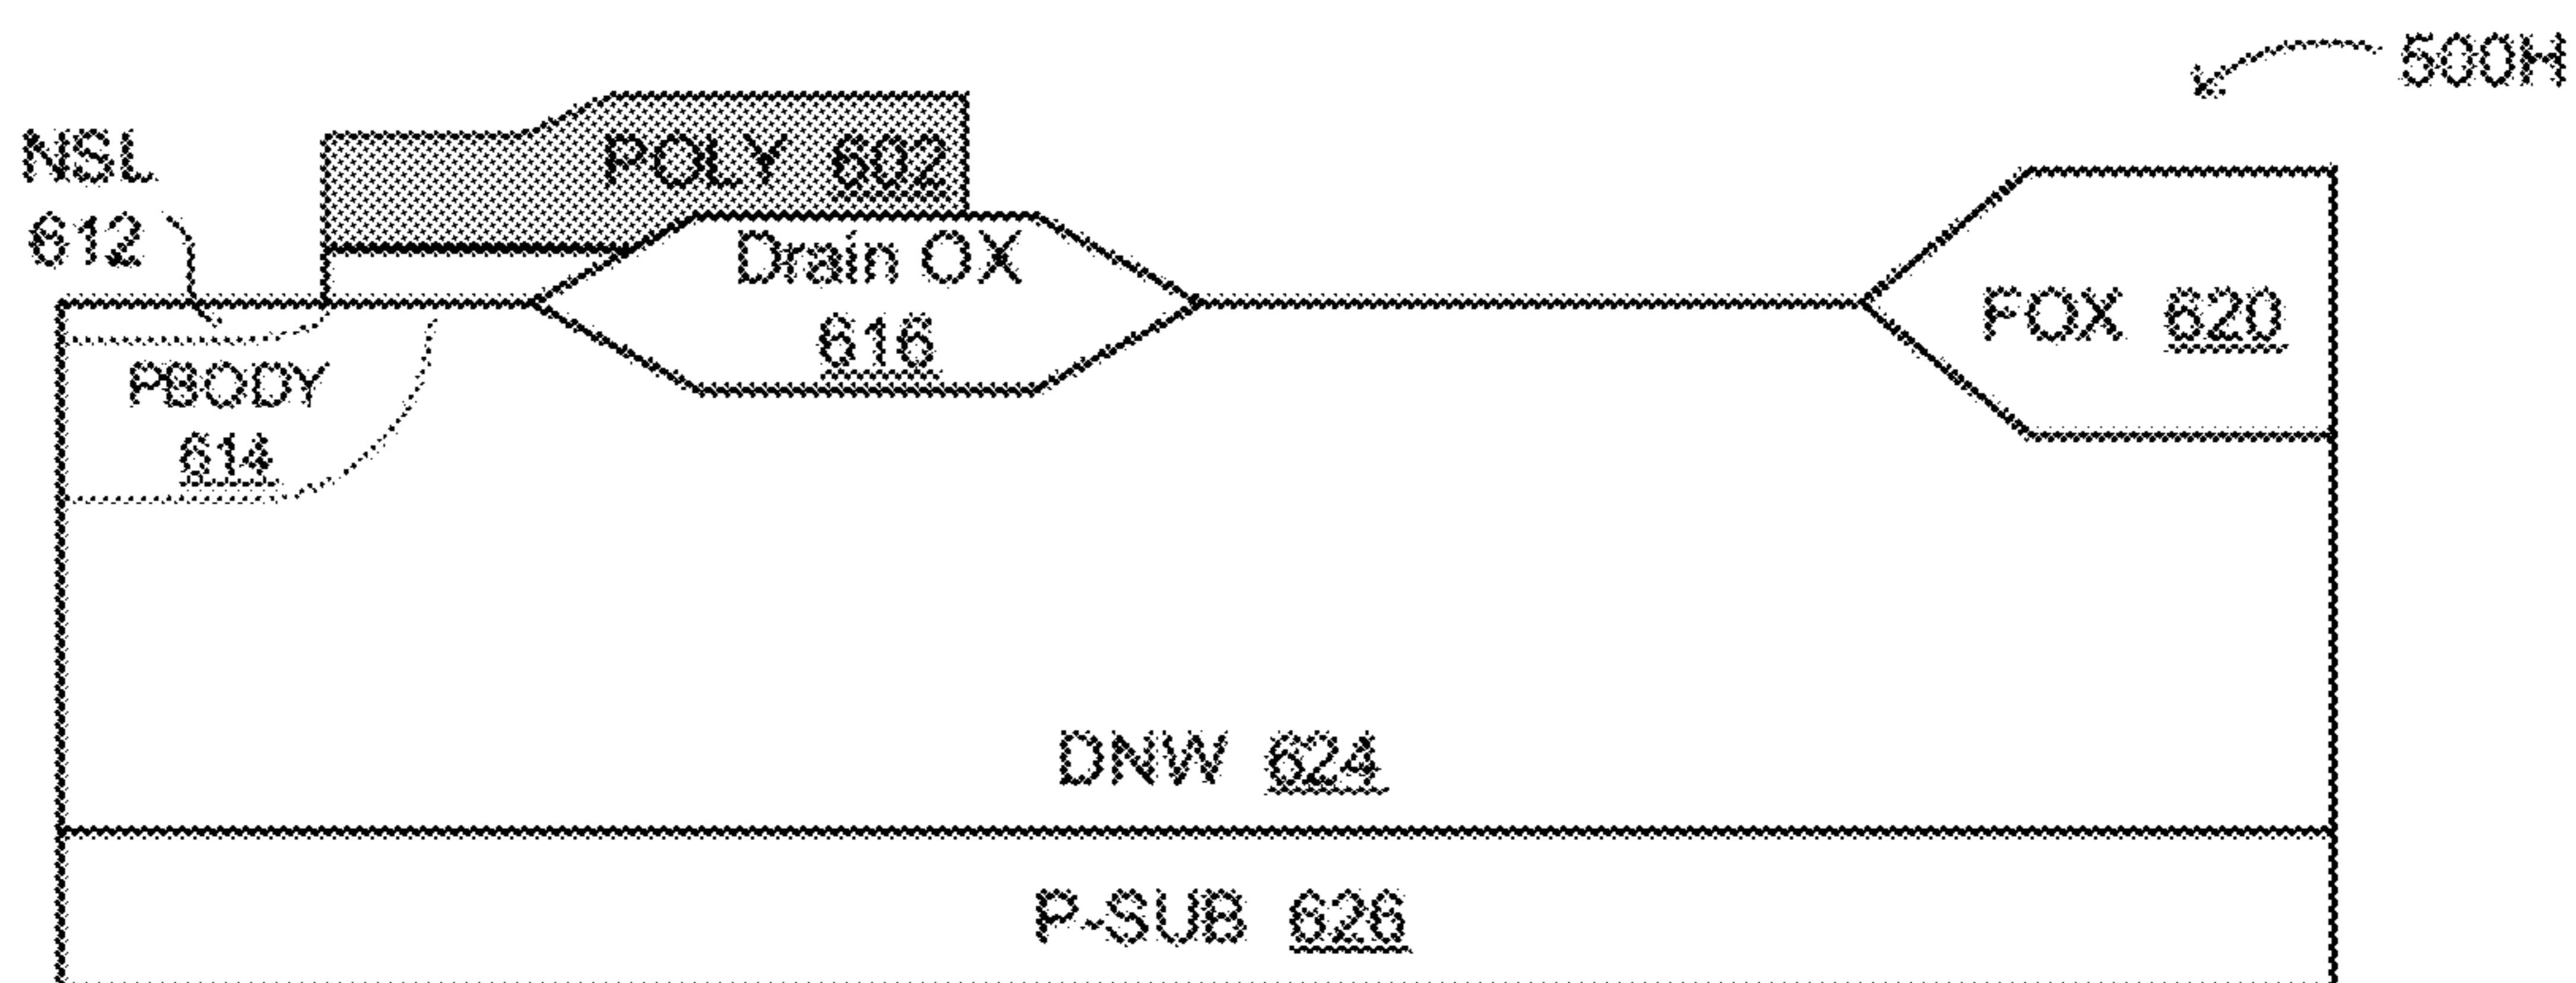 500H
NSL
612
POLY 602
Drain OX
616
FOX 620
PBODY
614
DNW 624
P-SUB 626